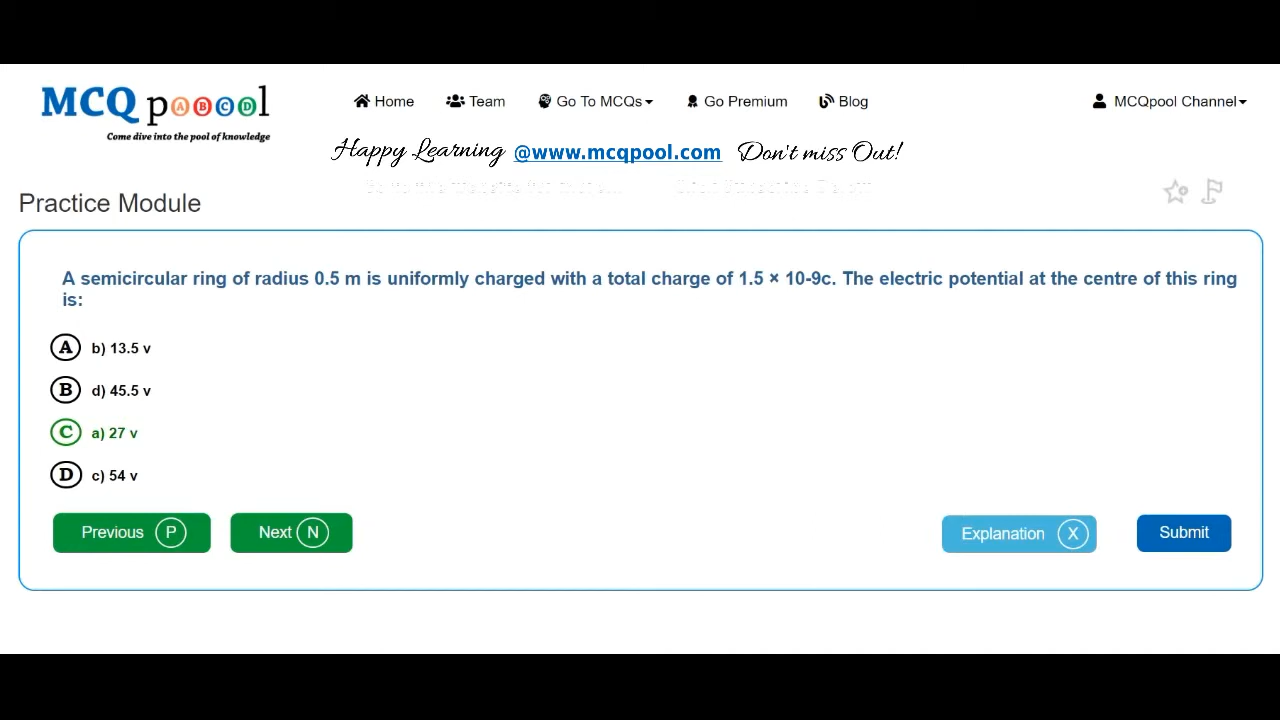 MCQ pABCDl
Come dive into the pool of knowledge
Home Team Go To MCQs Go Premium Blog MCQpool Channel
Happy Learning @www.mcqpool.com Don't miss Out!
Practice Module
A semicircular ring of radius 0.5 m is uniformly charged with a total charge of 1.5 × 10-9c. The electric potential at the centre of this ring
is:
A b) 13.5 v
B d) 45.5 v
C a) 27 v
D c) 54 v
Previous P Next N Explanation X Submit